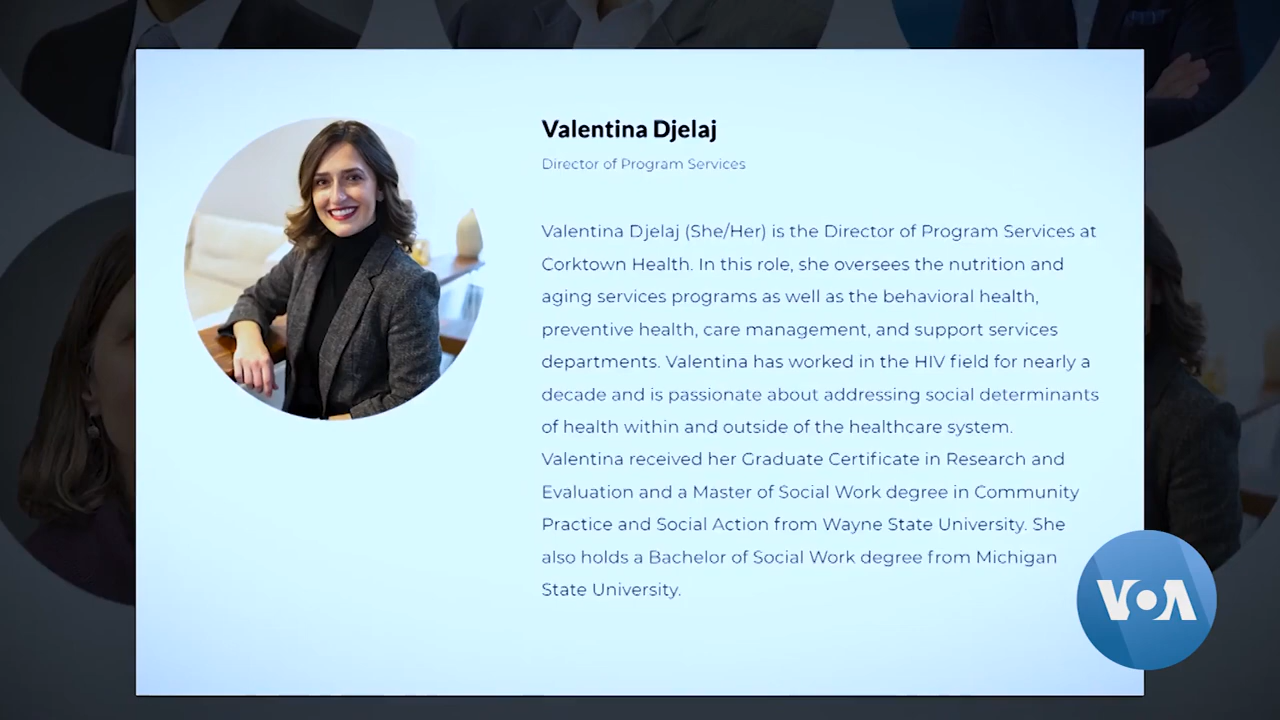 Valentina Djelaj
Director of Program Services
Valentina Djelaj (She/Her) is the Director of Program Services at
Corktown Health. In this role, she oversees the nutrition and
aging services programs as well as the behavioral health,
preventive health, care management, and support services
departments. Valentina has worked in the HIV field for nearly a
decade and is passionate about addressing social determinants
of health within and outside of the healthcare system.
Valentina received her Graduate Certificate in Research and
Evaluation and a Master of Social Work degree in Community
Practice and Social Action from Wayne State University. She
also holds a Bachelor of Social Work degree from Michigan
State University.
VOA